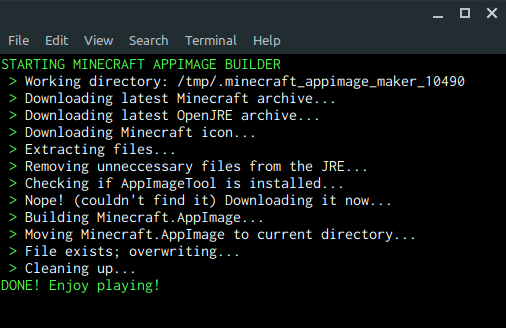 File Edit View Search Terminal Help
STARTING MINECRAFT APPIMAGE BUILDER
> Working directory: /tmp/.minecraft_appimage_maker_10490
> Downloading latest Minecraft archive...
> Downloading latest OpenJRE archive...
> Downloading Minecraft icon...
> Extracting files...
> Removing unneccessary files from the JRE...
> Checking if AppImageTool is installed...
> Nope! (couldn't find it) Downloading it now...
> Building Minecraft.AppImage...
> Moving Minecraft.AppImage to current directory...
> File exists; overwriting...
> Cleaning up...
DONE! Enjoy playing!